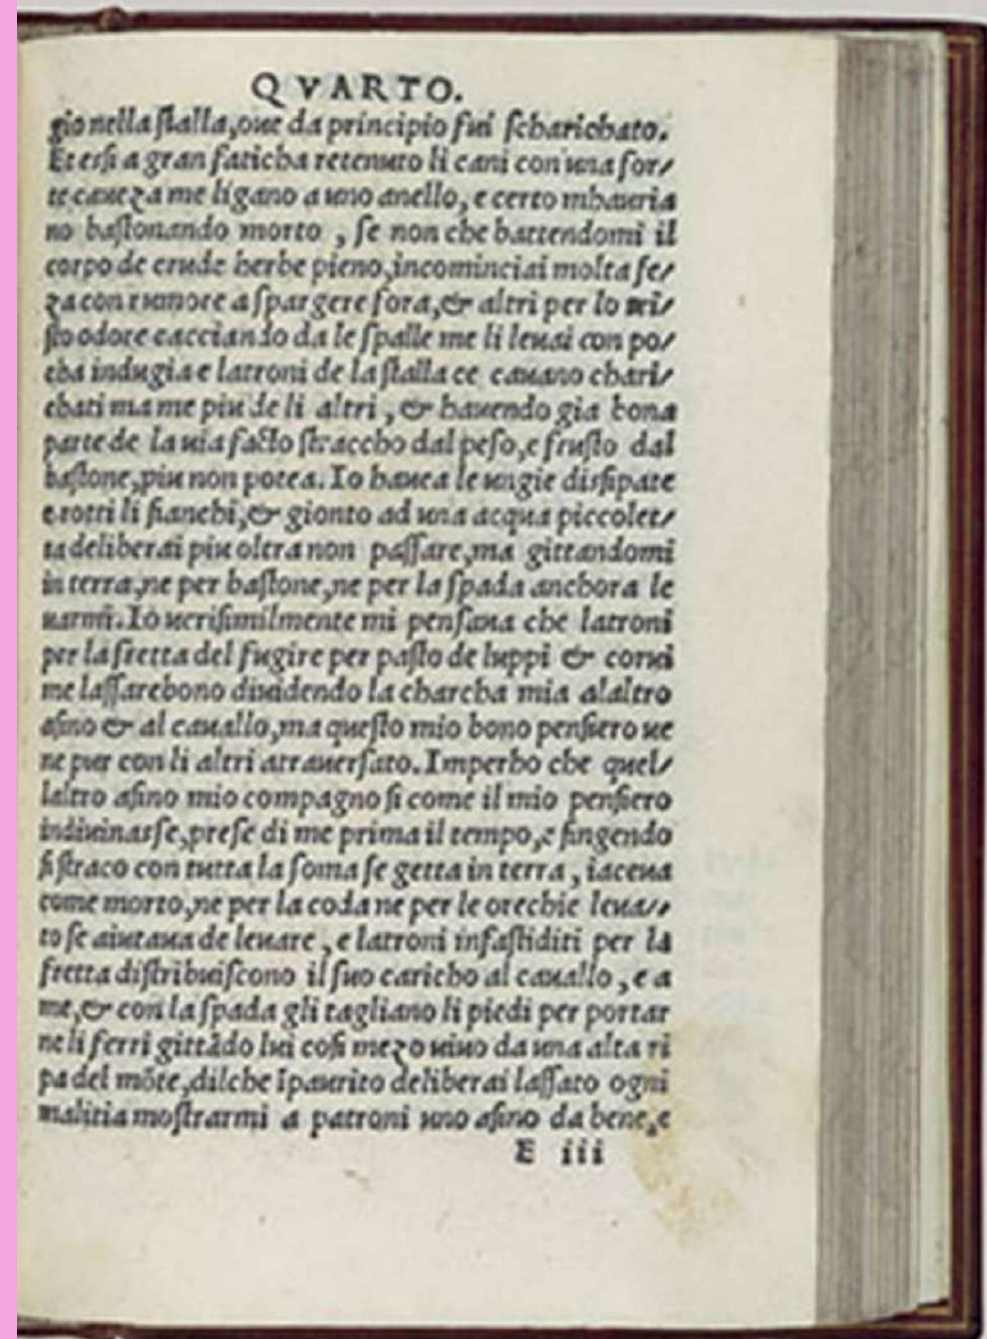 QVARTO.
gio nella ſtalla, oue da principio fui ſcharichato.
Et eſſi a gran faticha retenuto li cani con una for⸗
te caueza me ligano a uno anello, e certo mhaueria
no baſtonando morto, ſe non che battendomi il
corpo de crude herbe pieno, incominciai molta fe⸗
za con rumore a ſpargere fora, & altri per lo tri⸗
ſto odore cacciando da le ſpalle me li leuai con po⸗
cha indugia e latroni de la ſtalla ce cauano chari⸗
chati ma me piu de li altri, & hauendo gia bona
parte de la uia facto ſtraccho dal peſo, e fruſto dal
baſtone, piu non potea. Io hauea le ungie diſſipate
e rotti li fianchi, & gionto ad una acqua piccolet⸗
ta deliberai piu oltra non paſſare, ma gittandomi
in terra, ne per baſtone, ne per la ſpada anchora le
uarmi. Io ueriſimilmente mi penſaua che latroni
per la fretta del fugire per paſto de luppi & corui
me laſſarebono diuidendo la charcha mia alaltro
aſino & al cauallo, ma queſto mio bono penſiero ue
ne pur con li altri atrauerſato. Imperho che quel⸗
laltro aſino mio compagno ſi come il mio penſiero
indiuinaſſe, preſe di me prima il tempo, e fingendo
ſi ſtraco con tutta la ſoma ſe getta in terra, iaceua
come morto, ne per la coda ne per le orechie leua⸗
to ſe aiutaua de leuare, e latroni infaſtiditi per la
fretta diſtribuiſcono il ſuo caricho al cauallo, e a
me, & con la ſpada gli tagliano li piedi per portar
ne li ferri gittãdo lui coſi mezo uiuo da una alta ri
pa del mõte, dilche ĩpaurito deliberai laſſato ogni
malitia moſtrarmi a patroni uno aſino da bene, e
E iii